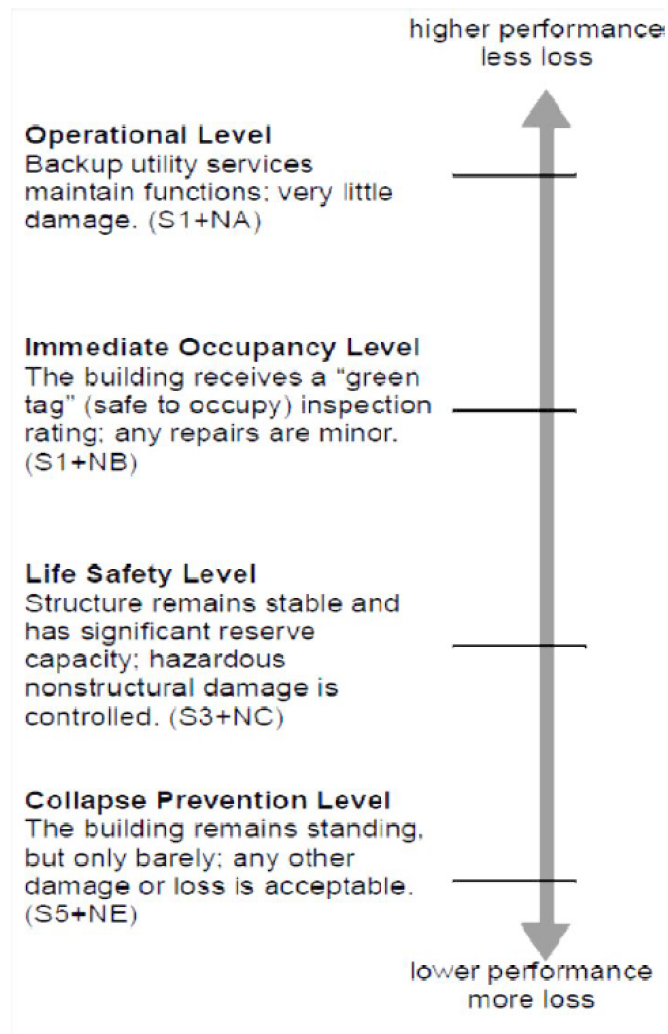 higher performance
less loss
Operational Level
Backup utility services
maintain functions; very little
damage. (S1+NA)
Immediate Occupancy Level
The building receives a “green
tag” (safe to occupy) inspection
rating; any repairs are minor.
(S1+NB)
Life Safety Level
Structure remains stable and
has significant reserve
capacity; hazardous
nonstructural damage is
controlled. (S3+NC)
Collapse Prevention Level
The building remains standing,
but only barely; any other
damage or loss is acceptable.
(S5+NE)
lower performance
more loss